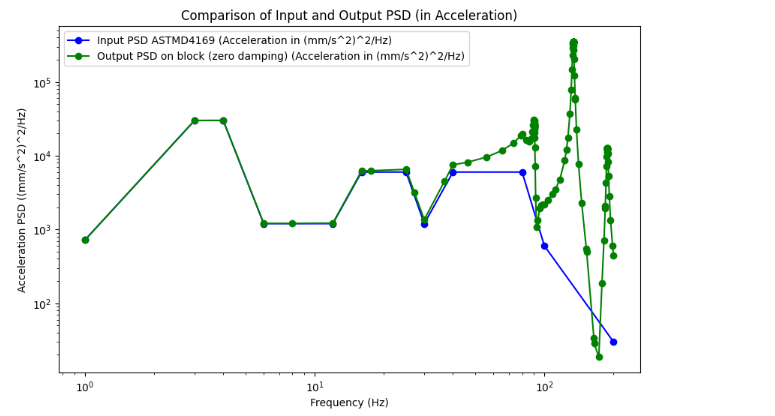 Comparison of Input and Output PSD (in Acceleration)
Input PSD ASTMD4169 (Acceleration in (mm/s^2)^2/Hz)
Output PSD on block (zero damping) (Acceleration in (mm/s^2)^2/Hz)
Acceleration PSD ((mm/s^2)^2/Hz)
10^5
10^4
10^3
10^2
10^0
10^1
10^2
Frequency (Hz)